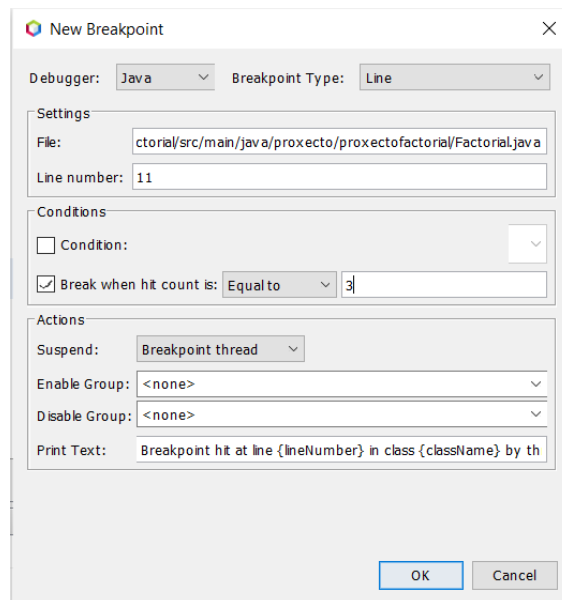 New Breakpoint
Debugger: Java Breakpoint Type: Line
Settings
File: ctorial/src/main/java/proxecto/proxectofactorial/Factorial.java
Line number: 11
Conditions
Condition:
Break when hit count is: Equal to 3
Actions
Suspend: Breakpoint thread
Enable Group: <none>
Disable Group: <none>
Print Text: Breakpoint hit at line {lineNumber} in class {className} by th
OK Cancel